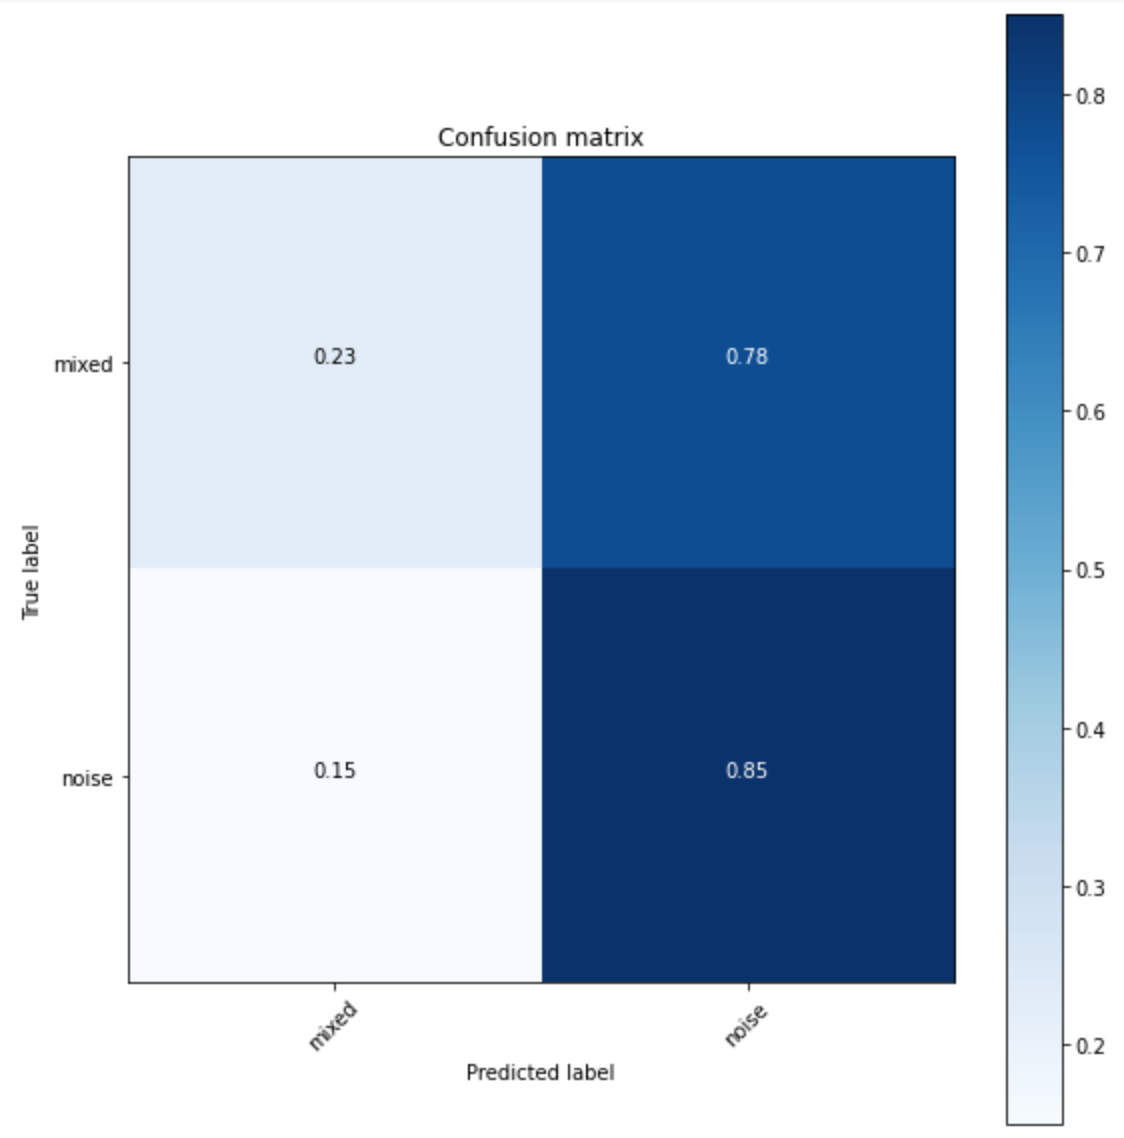 Confusion matrix
True label
mixed
0.23
0.78
noise
0.15
0.85
mixed
noise
Predicted label
0.8
0.7
0.6
0.5
0.4
0.3
0.2